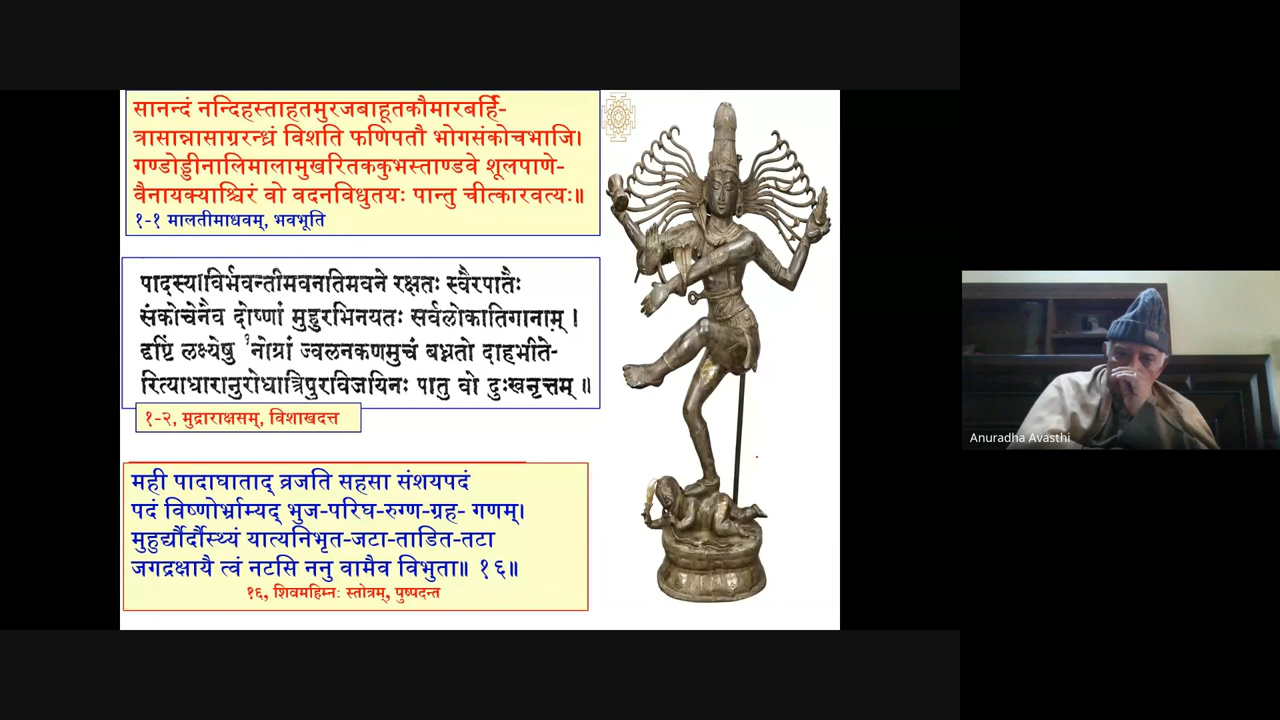 सानन्दं नन्दिहस्ताहतमुरजबाहूतकौमारबर्हि-
त्रासान्नासाग्ररन्ध्रं विशति फणिपतौ भोगसंकोचभाजि।
गण्डोड्डीनालिमालामुखरितककुभस्ताण्डवे शूलपाणे-
वैनायक्याश्चिरं वो वदनविधुतयः पान्तु चीत्कारवत्यः॥
१-१ मालतीमाधवम्, भवभूति
पादस्याविर्भवन्तीमवनतिमवने रक्षतः स्वैरपातैः
संकोचेनैव दोष्णां मुहुरभिनयतः सर्वलोकातिगानाम् ।
दृष्टिं लक्ष्येषु १नोग्रां ज्वलनकणमुचं बध्नतो दाहभीते-
रित्याधारानुरोधात्त्रिपुरविजयिनः पातु वो दुःखनृत्तम् ॥
१-२, मुद्राराक्षसम्, विशाखदत्त
मही पादाघाताद् व्रजति सहसा संशयपदं
पदं विष्णोर्भ्राम्यद् भुज-परिघ-रुग्ण-ग्रह- गणम्।
मुहुर्द्यौर्दौस्थ्यं यात्यनिभृत-जटा-ताडित-तटा
जगद्रक्षायै त्वं नटसि ननु वामैव विभुता॥ १६॥
१६, शिवमहिम्नः स्तोत्रम्, पुष्पदन्त
Anuradha Avasthi